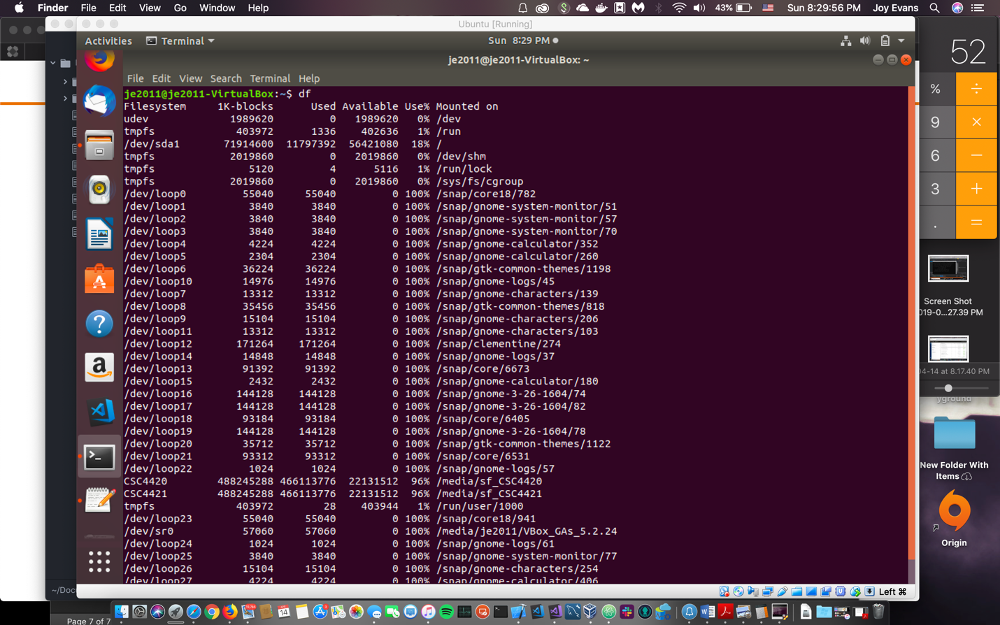 Finder File Edit View Go Window Help 43% Sun 8:29:56 PM Joy Evans
Ubuntu [Running]
Activities Terminal Sun 8:29 PM
je2011@je2011-VirtualBox: ~
File Edit View Search Terminal Help
je2011@je2011-VirtualBox:~$ df
Filesystem 1K-blocks Used Available Use% Mounted on
udev 1989620 0 1989620 0% /dev
tmpfs 403972 1336 402636 1% /run
/dev/sda1 71914600 11797392 56421080 18% /
tmpfs 2019860 0 2019860 0% /dev/shm
tmpfs 5120 4 5116 1% /run/lock
tmpfs 2019860 0 2019860 0% /sys/fs/cgroup
/dev/loop0 55040 55040 0 100% /snap/core18/782
/dev/loop1 3840 3840 0 100% /snap/gnome-system-monitor/51
/dev/loop2 3840 3840 0 100% /snap/gnome-system-monitor/57
/dev/loop3 3840 3840 0 100% /snap/gnome-system-monitor/70
/dev/loop4 4224 4224 0 100% /snap/gnome-calculator/352
/dev/loop5 2304 2304 0 100% /snap/gnome-calculator/260
/dev/loop6 36224 36224 0 100% /snap/gtk-common-themes/1198
/dev/loop10 14976 14976 0 100% /snap/gnome-logs/45
/dev/loop7 13312 13312 0 100% /snap/gnome-characters/139
/dev/loop8 35456 35456 0 100% /snap/gtk-common-themes/818
/dev/loop9 15104 15104 0 100% /snap/gnome-characters/206
/dev/loop11 13312 13312 0 100% /snap/gnome-characters/103
/dev/loop12 171264 171264 0 100% /snap/clementine/274
/dev/loop14 14848 14848 0 100% /snap/gnome-logs/37
/dev/loop13 91392 91392 0 100% /snap/core/6673
/dev/loop15 2432 2432 0 100% /snap/gnome-calculator/180
/dev/loop16 144128 144128 0 100% /snap/gnome-3-26-1604/74
/dev/loop17 144128 144128 0 100% /snap/gnome-3-26-1604/82
/dev/loop18 93184 93184 0 100% /snap/core/6405
/dev/loop19 144128 144128 0 100% /snap/gnome-3-26-1604/78
/dev/loop20 35712 35712 0 100% /snap/gtk-common-themes/1122
/dev/loop21 93312 93312 0 100% /snap/core/6531
/dev/loop22 1024 1024 0 100% /snap/gnome-logs/57
CSC4420 488245288 466113776 22131512 96% /media/sf_CSC4420
CSC4421 488245288 466113776 22131512 96% /media/sf_CSC4421
tmpfs 403972 28 403944 1% /run/user/1000
/dev/loop23 55040 55040 0 100% /snap/core18/941
/dev/sr0 57060 57060 0 100% /media/je2011/VBox_GAs_5.2.24
/dev/loop24 1024 1024 0 100% /snap/gnome-logs/61
/dev/loop25 3840 3840 0 100% /snap/gnome-system-monitor/77
/dev/loop26 15104 15104 0 100% /snap/gnome-characters/254
/dev/loop27 4224 4224 0 100% /snap/gnome-calculator/406
Left ⌘
52
% ÷
9 ×
6 −
3 +
. =
Screen Shot
019-0...27.39 PM
04-14 at 8.17.40 PM
yground
New Folder With
Items
Origin
~/Docu
Page 7 of 7
14